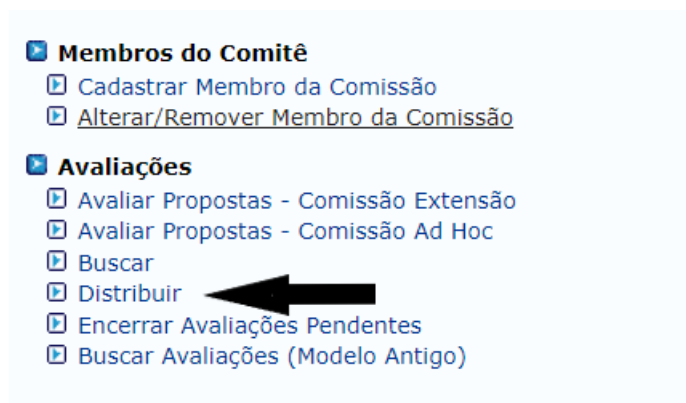 Membros do Comitê
Cadastrar Membro da Comissão
Alterar/Remover Membro da Comissão
Avaliações
Avaliar Propostas - Comissão Extensão
Avaliar Propostas - Comissão Ad Hoc
Buscar
Distribuir
Encerrar Avaliações Pendentes
Buscar Avaliações (Modelo Antigo)